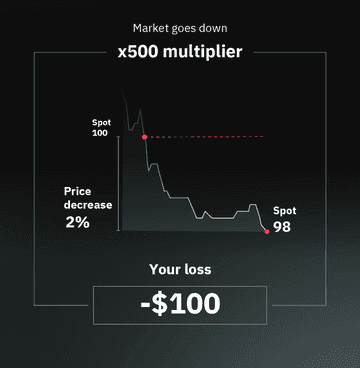 Market goes down
x500 multiplier
Spot
100
Price
decrease
2%
Spot
98
Your loss
-$100